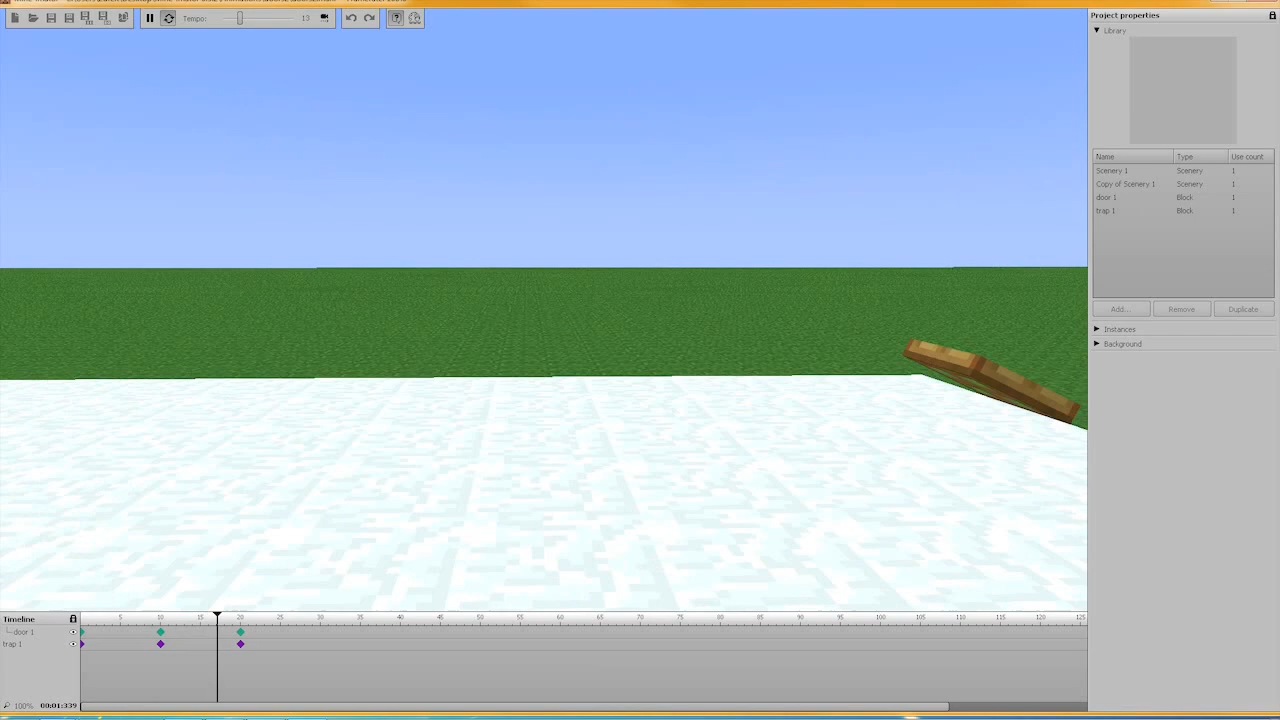 Project properties
Tempo:
13
Library
Name Type Use count
Scenery 1 Scenery 1
Copy of Scenery 1 Scenery 1
door 1 Block 1
trap 1 Block 1
Add... Remove Duplicate
Instances
Background
Timeline
5 10 15 20 25 30 35 40 45 50 55 60 65 70 75 80 85 90 95 100 105 110 115 120 125
door 1
trap 1
100% 00:01:339